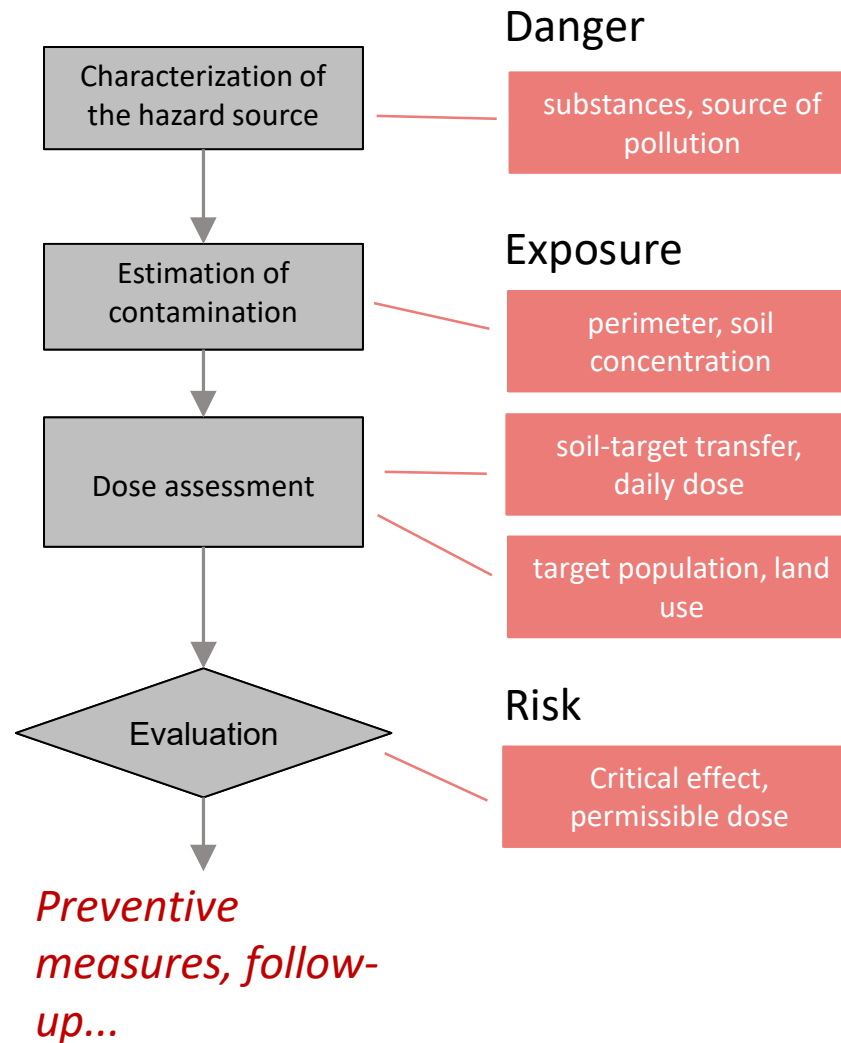 Danger
Characterization of
the hazard source
substances, source of
pollution
Exposure
Estimation of
contamination
perimeter, soil
concentration
Dose assessment
soil-target transfer,
daily dose
target population, land
use
Risk
Evaluation
Critical effect,
permissible dose
Preventive
measures, follow-
up...